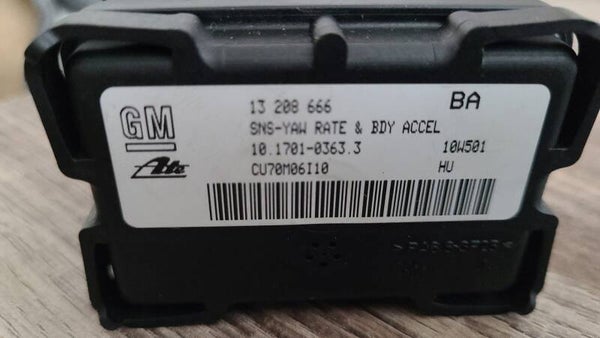 GM
Ate
13 208 666 BA
SNS-YAW RATE & BDY ACCEL
10.1701-0363.3 10W501
CU70M06I10 HU